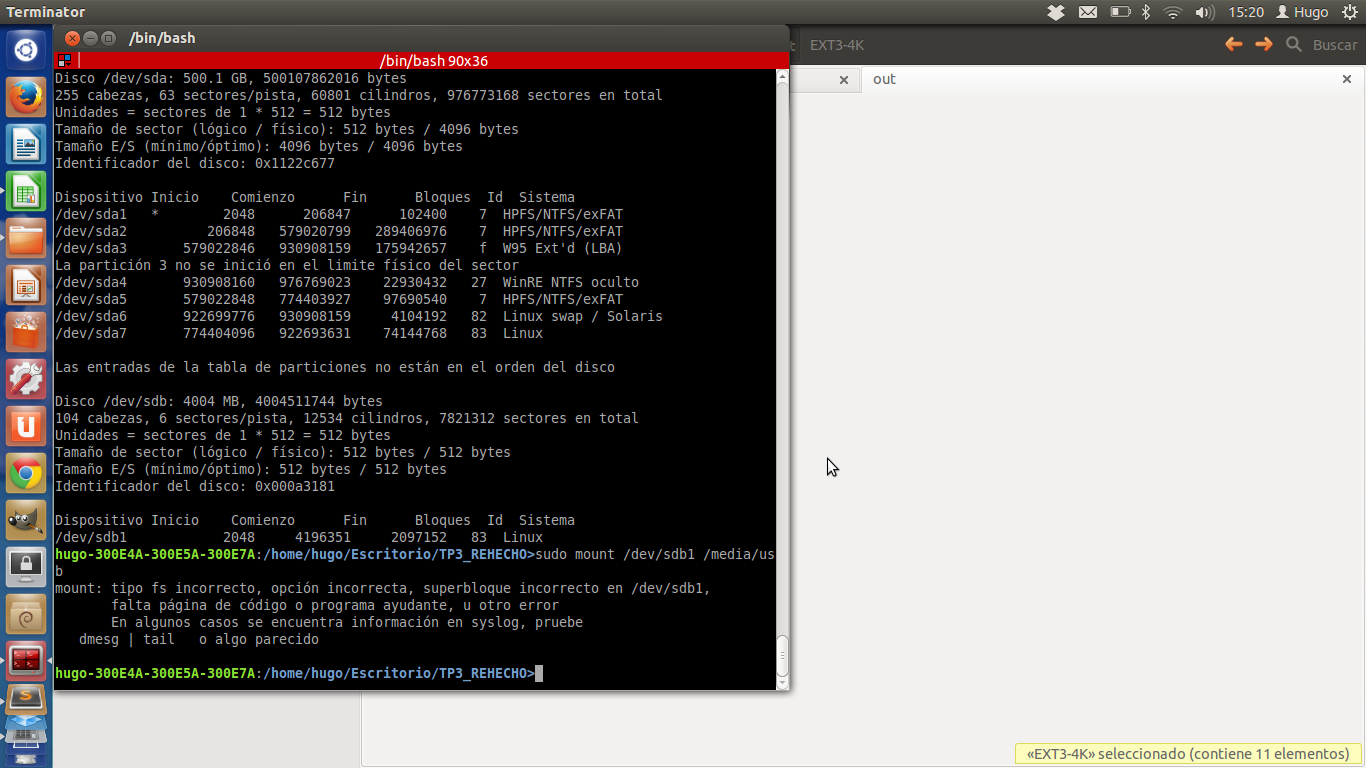 Terminator
15:20
Hugo
/bin/bash
EXT3-4K
Buscar
/bin/bash 90x36
out
Disco /dev/sda: 500.1 GB, 500107862016 bytes
255 cabezas, 63 sectores/pista, 60801 cilindros, 976773168 sectores en total
Unidades = sectores de 1 * 512 = 512 bytes
Tamaño de sector (lógico / físico): 512 bytes / 4096 bytes
Tamaño E/S (mínimo/óptimo): 4096 bytes / 4096 bytes
Identificador del disco: 0x1122c677
Dispositivo Inicio    Comienzo      Fin      Bloques  Id  Sistema
/dev/sda1   *        2048      206847      102400    7  HPFS/NTFS/exFAT
/dev/sda2          206848   579020799   289406976    7  HPFS/NTFS/exFAT
/dev/sda3       579022846   930908159   175942657    f  W95 Ext'd (LBA)
La partición 3 no se inició en el limite físico del sector
/dev/sda4       930908160   976769023    22930432   27  WinRE NTFS oculto
/dev/sda5       579022848   774403927    97690540    7  HPFS/NTFS/exFAT
/dev/sda6       922699776   930908159     4104192   82  Linux swap / Solaris
/dev/sda7       774404096   922693631    74144768   83  Linux
Las entradas de la tabla de particiones no están en el orden del disco
Disco /dev/sdb: 4004 MB, 4004511744 bytes
104 cabezas, 6 sectores/pista, 12534 cilindros, 7821312 sectores en total
Unidades = sectores de 1 * 512 = 512 bytes
Tamaño de sector (lógico / físico): 512 bytes / 512 bytes
Tamaño E/S (mínimo/óptimo): 512 bytes / 512 bytes
Identificador del disco: 0x000a3181
Dispositivo Inicio    Comienzo      Fin      Bloques  Id  Sistema
/dev/sdb1            2048     4196351     2097152   83  Linux
hugo-300E4A-300E5A-300E7A:/home/hugo/Escritorio/TP3_REHECHO>sudo mount /dev/sdb1 /media/us
b
mount: tipo fs incorrecto, opción incorrecta, superbloque incorrecto en /dev/sdb1,
falta página de código o programa ayudante, u otro error
En algunos casos se encuentra información en syslog, pruebe
dmesg | tail   o algo parecido
hugo-300E4A-300E5A-300E7A:/home/hugo/Escritorio/TP3_REHECHO>
«EXT3-4K» seleccionado (contiene 11 elementos)